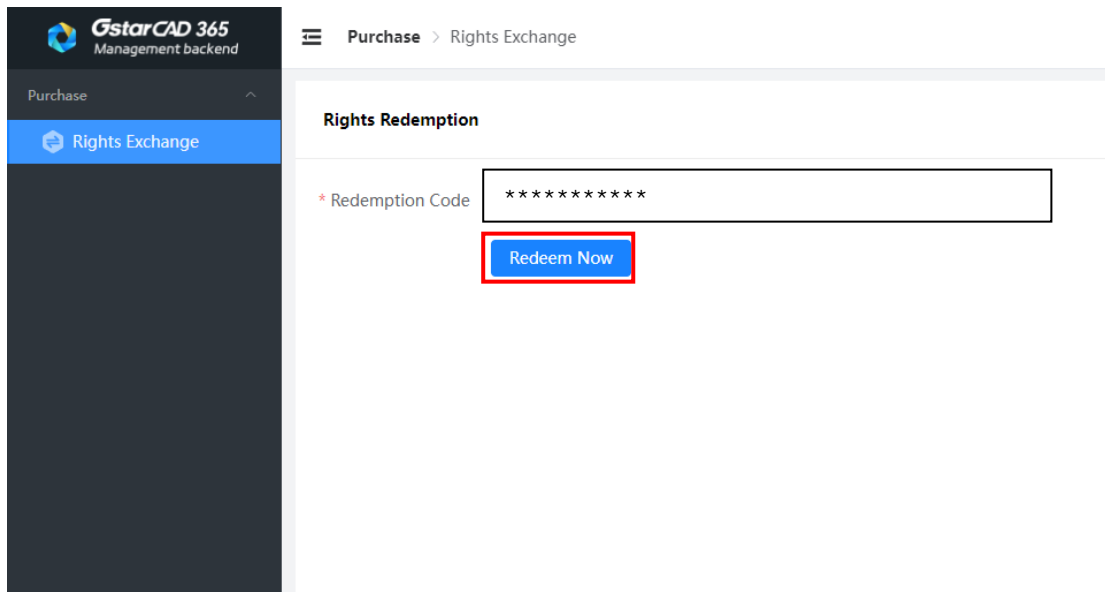 GstarCAD 365
Management backend
Purchase > Rights Exchange
Purchase
Rights Exchange
Rights Redemption
* Redemption Code
***********
Redeem Now